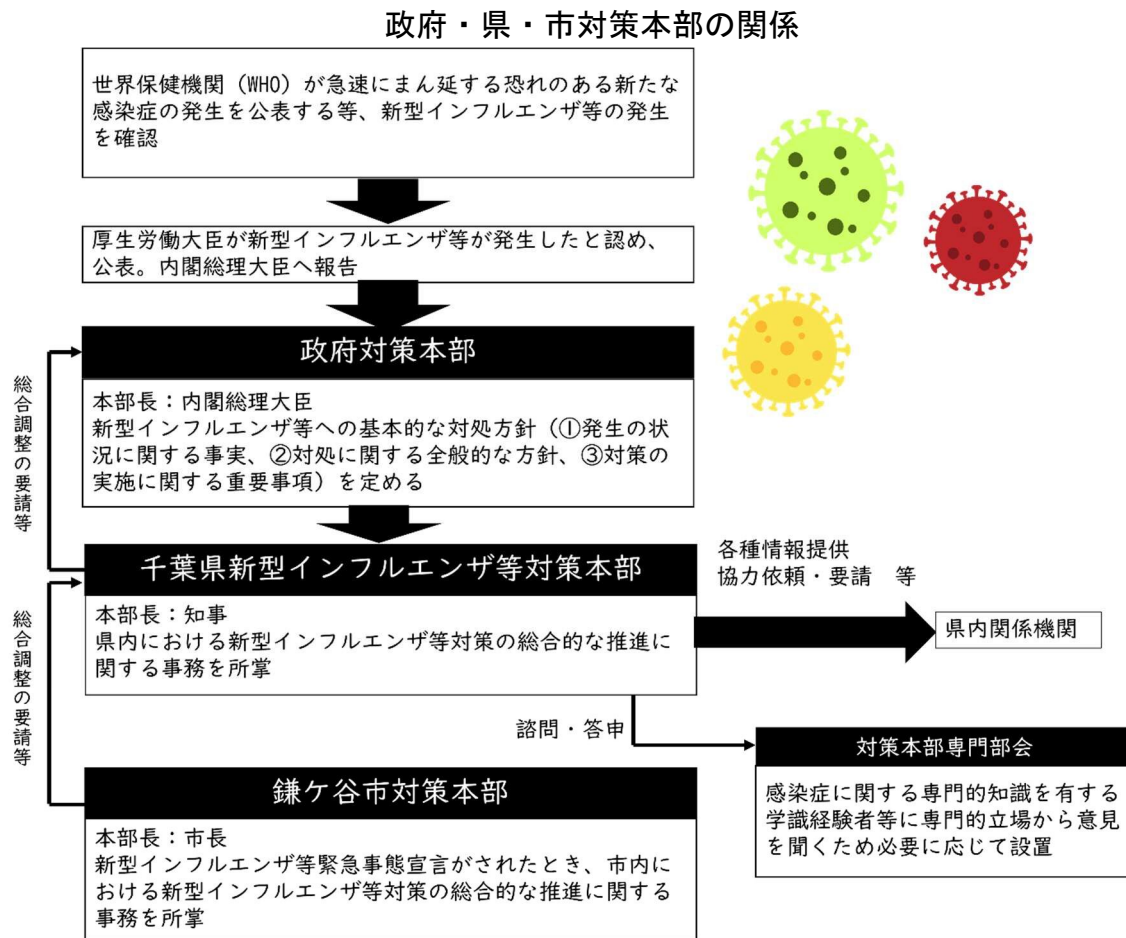 政府・県・市対策本部の関係
世界保健機関（WHO）が急速にまん延する恐れのある新たな
感染症の発生を公表する等、新型インフルエンザ等の発生
を確認
厚生労働大臣が新型インフルエンザ等が発生したと認め、
公表。内閣総理大臣へ報告
政府対策本部
本部長：内閣総理大臣
新型インフルエンザ等への基本的な対処方針（①発生の状
況に関する事実、②対処に関する全般的な方針、③対策の
実施に関する重要事項）を定める
総合調整の要請等
千葉県新型インフルエンザ等対策本部
本部長：知事
県内における新型インフルエンザ等対策の総合的な推進に
関する事務を所掌
各種情報提供
協力依頼・要請　等
県内関係機関
総合調整の要請等
諮問・答申
対策本部専門部会
感染症に関する専門的知識を有する
学識経験者等に専門的立場から意見
を聞くため必要に応じて設置
鎌ケ谷市対策本部
本部長：市長
新型インフルエンザ等緊急事態宣言がされたとき、市内に
おける新型インフルエンザ等対策の総合的な推進に関する
事務を所掌